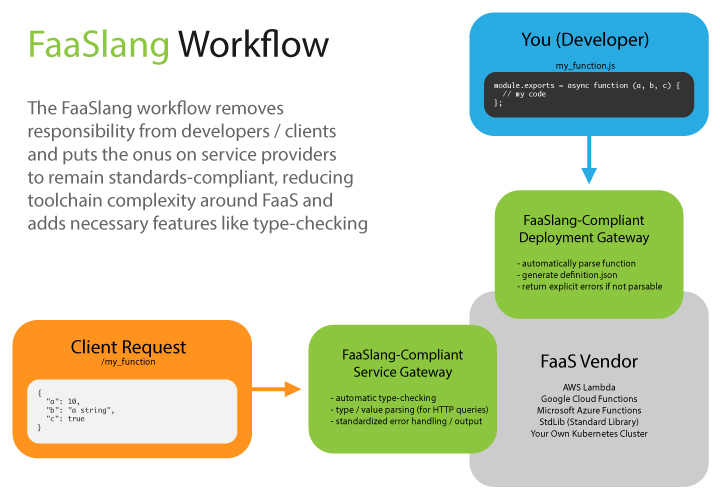 FaaSlang Workflow
The FaaSlang workflow removes
responsibility from developers / clients
and puts the onus on service providers
to remain standards-compliant, reducing
toolchain complexity around FaaS and
adds necessary features like type-checking
You (Developer)
my_function.js
module.exports = async function (a, b, c) {
  // my code
};
FaaSlang-Compliant
Deployment Gateway
- automatically parse function
- generate definition.json
- return explicit errors if not parsable
Client Request
/my_function
{
  "a": 10,
  "b": "a string",
  "c": true
}
FaaSlang-Compliant
Service Gateway
- automatic type-checking
- type / value parsing (for HTTP queries)
- standardized error handling / output
FaaS Vendor
AWS Lambda
Google Cloud Functions
Microsoft Azure Functions
StdLib (Standard Library)
Your Own Kubernetes Cluster